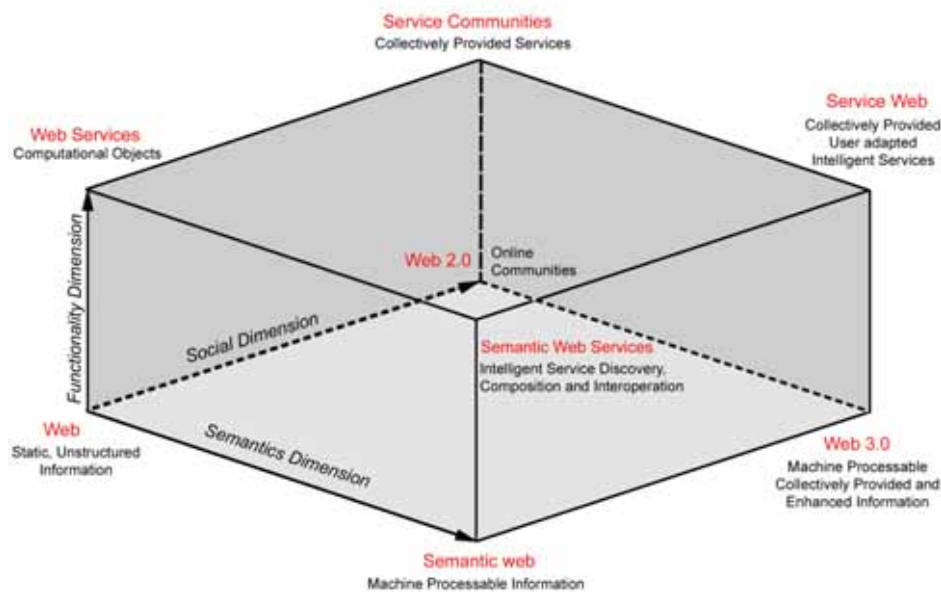 Service Communities
Collectively Provided Services
Service Web
Collectively Provided
User adapted
Intelligent Services
Web Services
Computational Objects
Functionality Dimension
Web 2.0
Online
Communities
Social Dimension
Semantic Web Services
Intelligent Service Discovery,
Composition and Interoperation
Web
Static, Unstructured
Information
Semantics Dimension
Web 3.0
Machine Processable
Collectively Provided and
Enhanced Information
Semantic web
Machine Processable Information